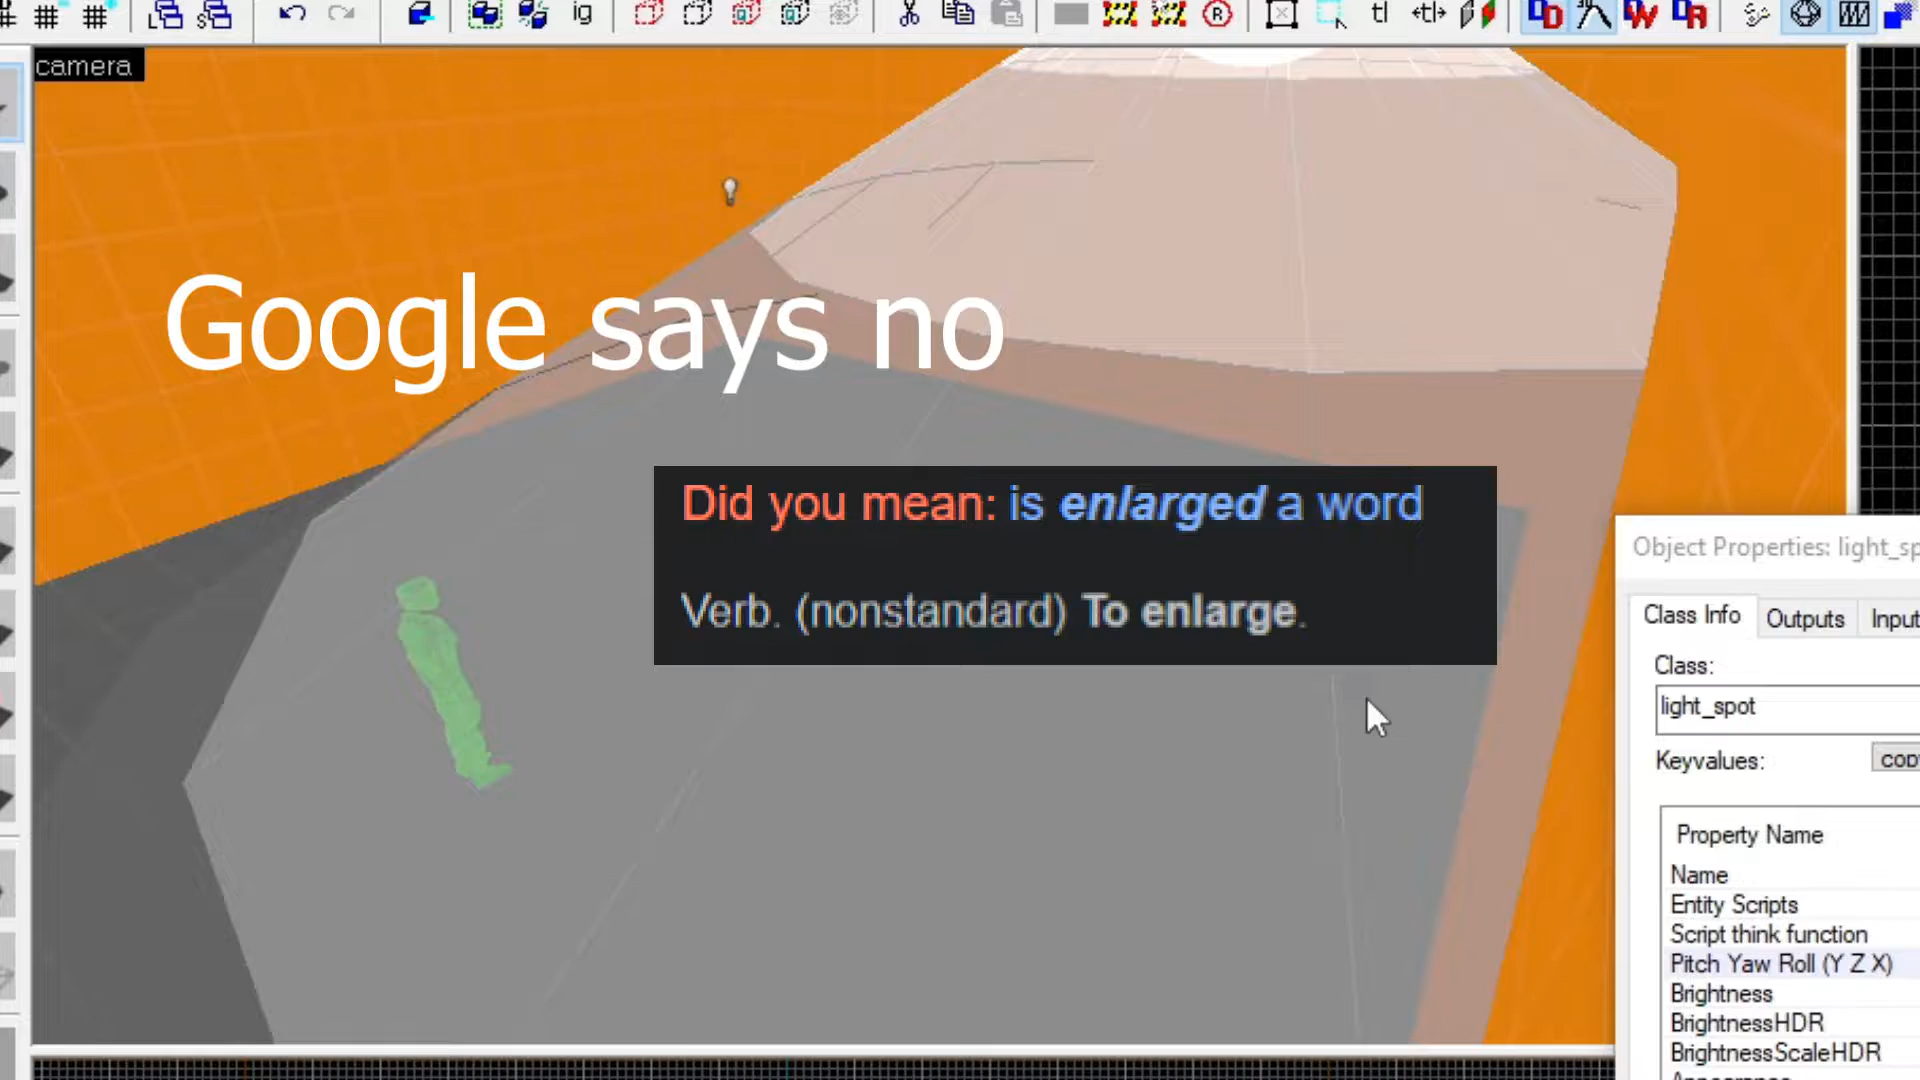 ig
tl
camera
Google says no
Did you mean: is enlarged a word
Verb. (nonstandard) To enlarge.
Object Properties: light_sp
Class Info
Outputs
Input
Class:
light_spot
Keyvalues:
Property Name
Name
Entity Scripts
Script think function
Pitch Yaw Roll (Y Z X)
Brightness
BrightnessHDR
BrightnessScaleHDR